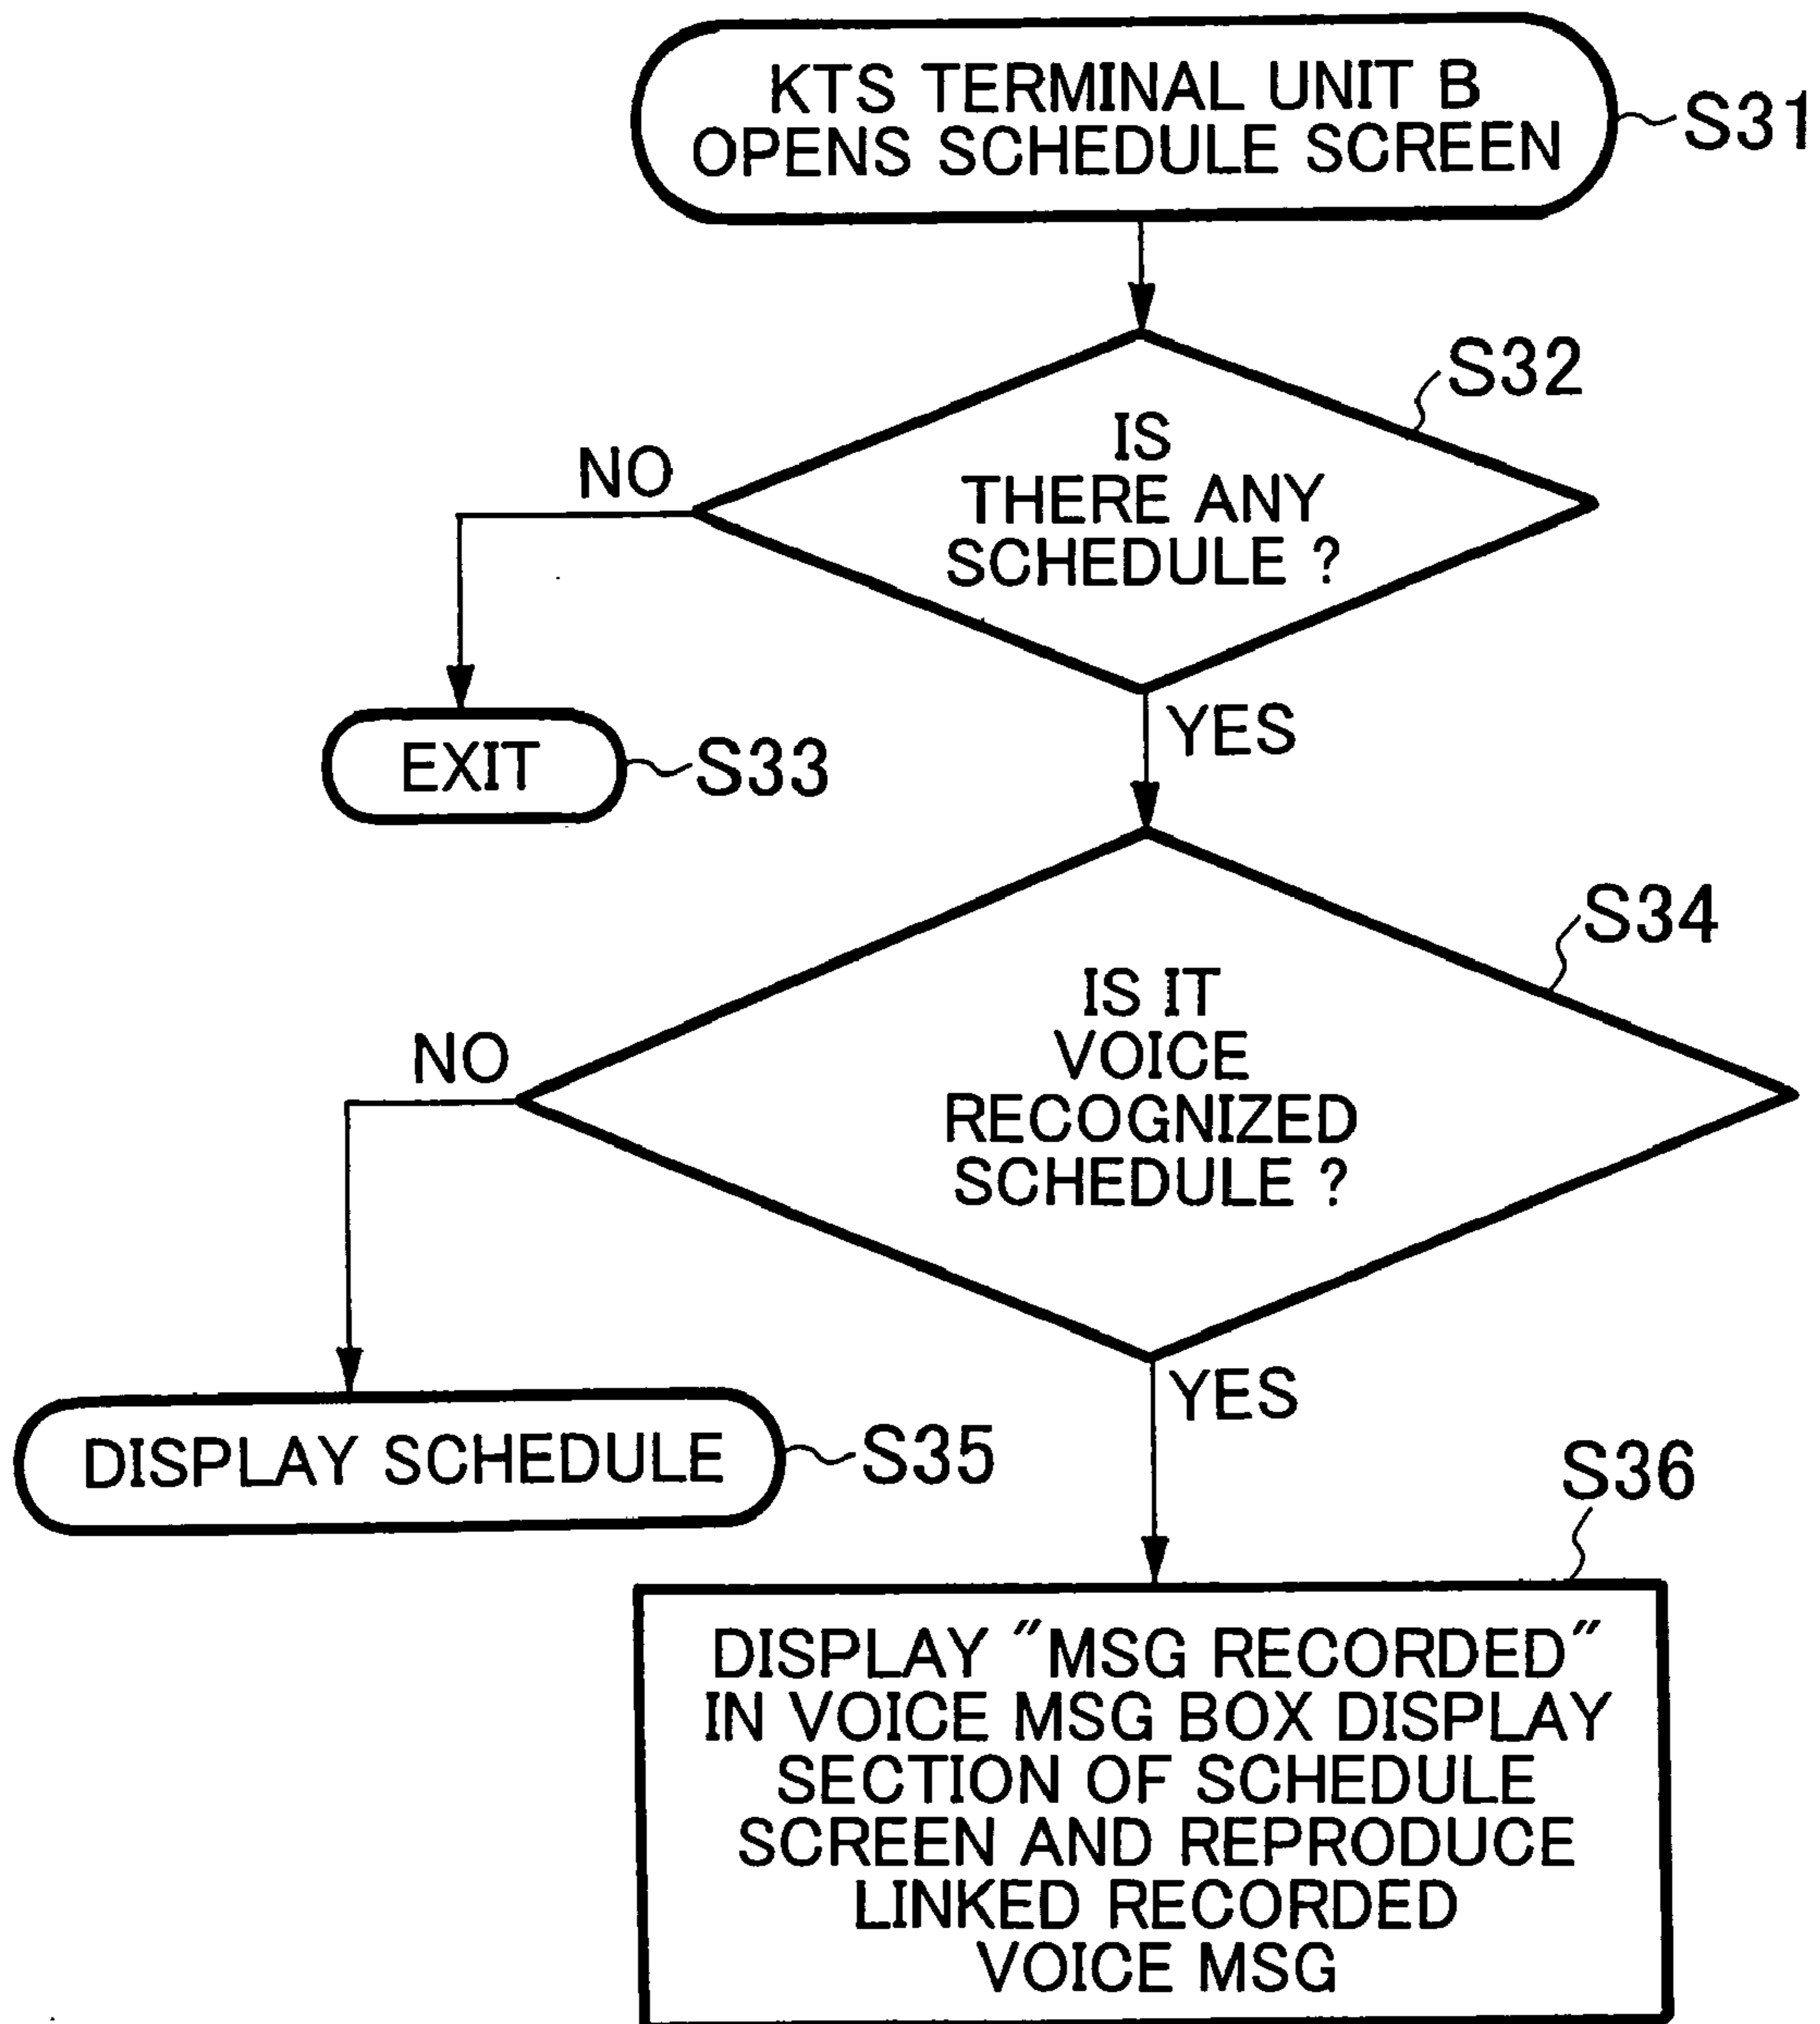 KTS TERMINAL UNIT B
OPENS SCHEDULE SCREEN
S31
S32
IS
THERE ANY
SCHEDULE ?
NO
YES
EXIT
S33
S34
IS IT
VOICE
RECOGNIZED
SCHEDULE ?
NO
YES
DISPLAY SCHEDULE
S35
S36
DISPLAY "MSG RECORDED"
IN VOICE MSG BOX DISPLAY
SECTION OF SCHEDULE
SCREEN AND REPRODUCE
LINKED RECORDED
VOICE MSG